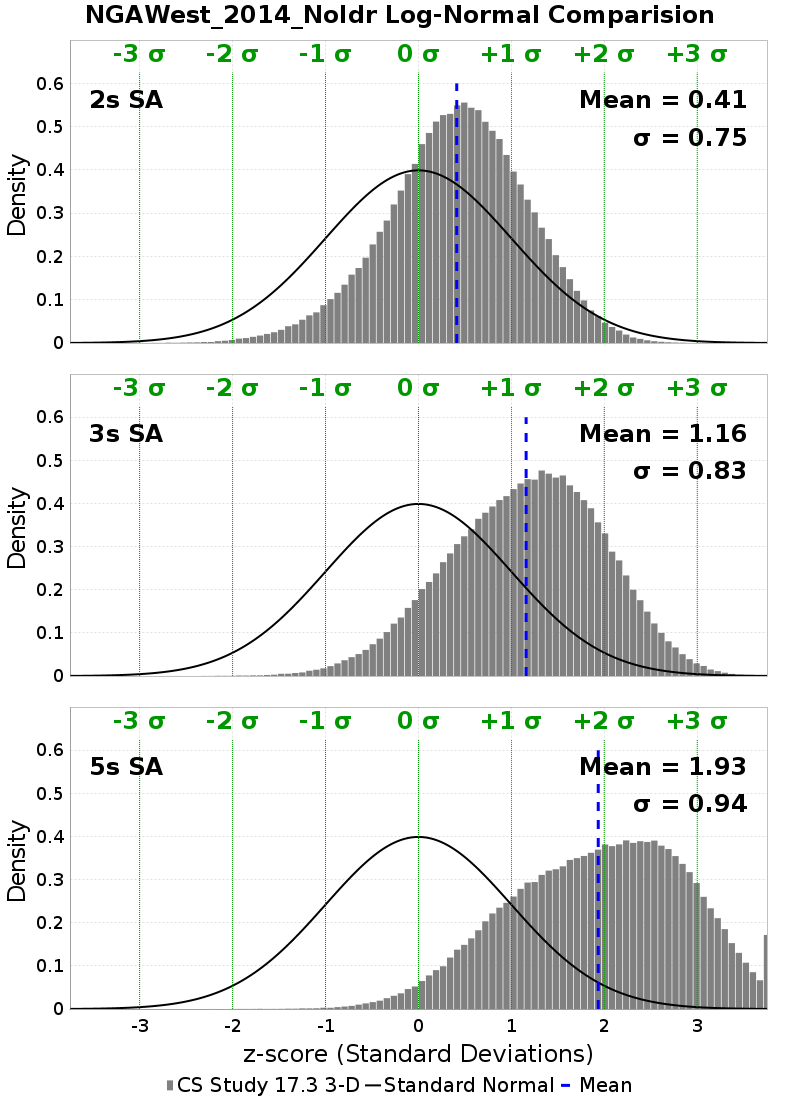 NGAWest_2014_NoIdr Log-Normal Comparision
-3 σ -2 σ -1 σ 0 σ +1 σ +2 σ +3 σ
2s SA
Mean = 0.41
σ = 0.75
0.6
0.5
0.4
0.3
0.2
0.1
0
Density
-3 σ -2 σ -1 σ 0 σ +1 σ +2 σ +3 σ
3s SA
Mean = 1.16
σ = 0.83
0.6
0.5
0.4
0.3
0.2
0.1
0
Density
-3 σ -2 σ -1 σ 0 σ +1 σ +2 σ +3 σ
5s SA
Mean = 1.93
σ = 0.94
0.6
0.5
0.4
0.3
0.2
0.1
0
Density
-3 -2 -1 0 1 2 3
z-score (Standard Deviations)
CS Study 17.3 3-D Standard Normal Mean